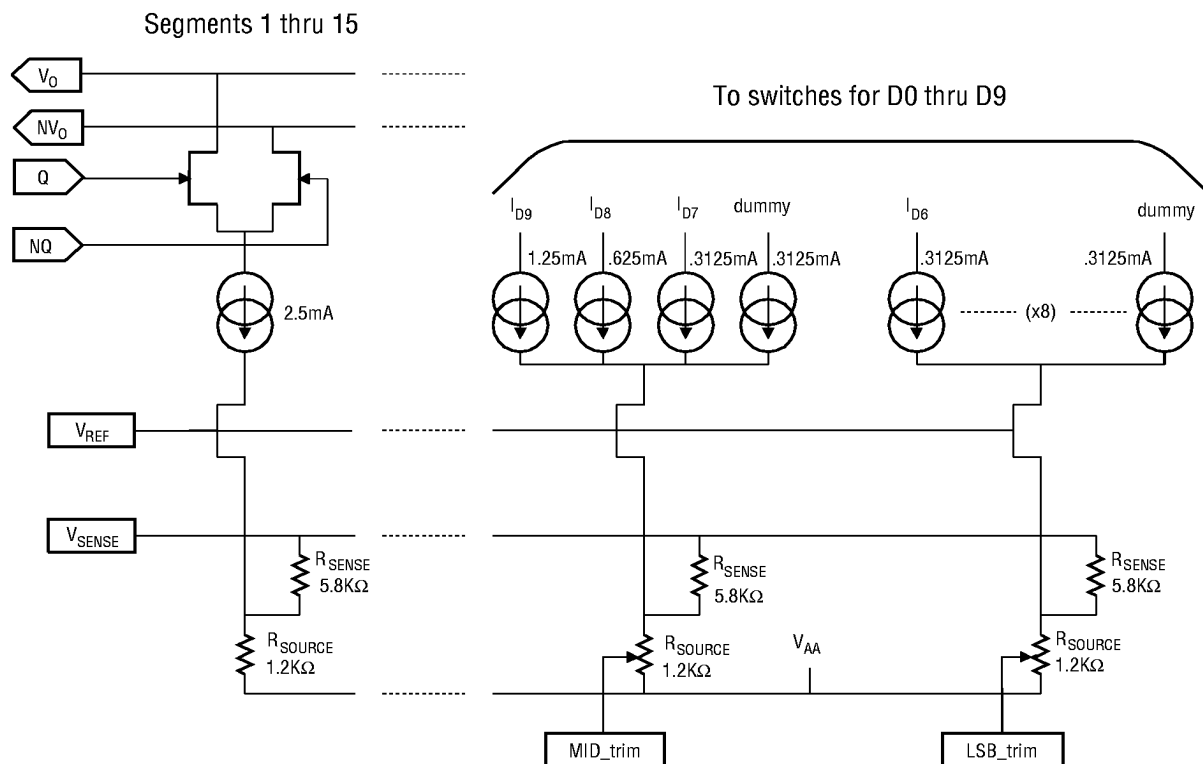 Segments 1 thru 15
To switches for D0 thru D9
V_O
NV_O
Q
NQ
I_D9
I_D8
I_D7
dummy
I_D6
dummy
1.25mA
.625mA
.3125mA
.3125mA
.3125mA
.3125mA
2.5mA
(x8)
V_REF
V_SENSE
R_SENSE
5.8KΩ
R_SENSE
5.8KΩ
R_SENSE
5.8KΩ
R_SOURCE
1.2KΩ
R_SOURCE
1.2KΩ
V_AA
R_SOURCE
1.2KΩ
MID_trim
LSB_trim